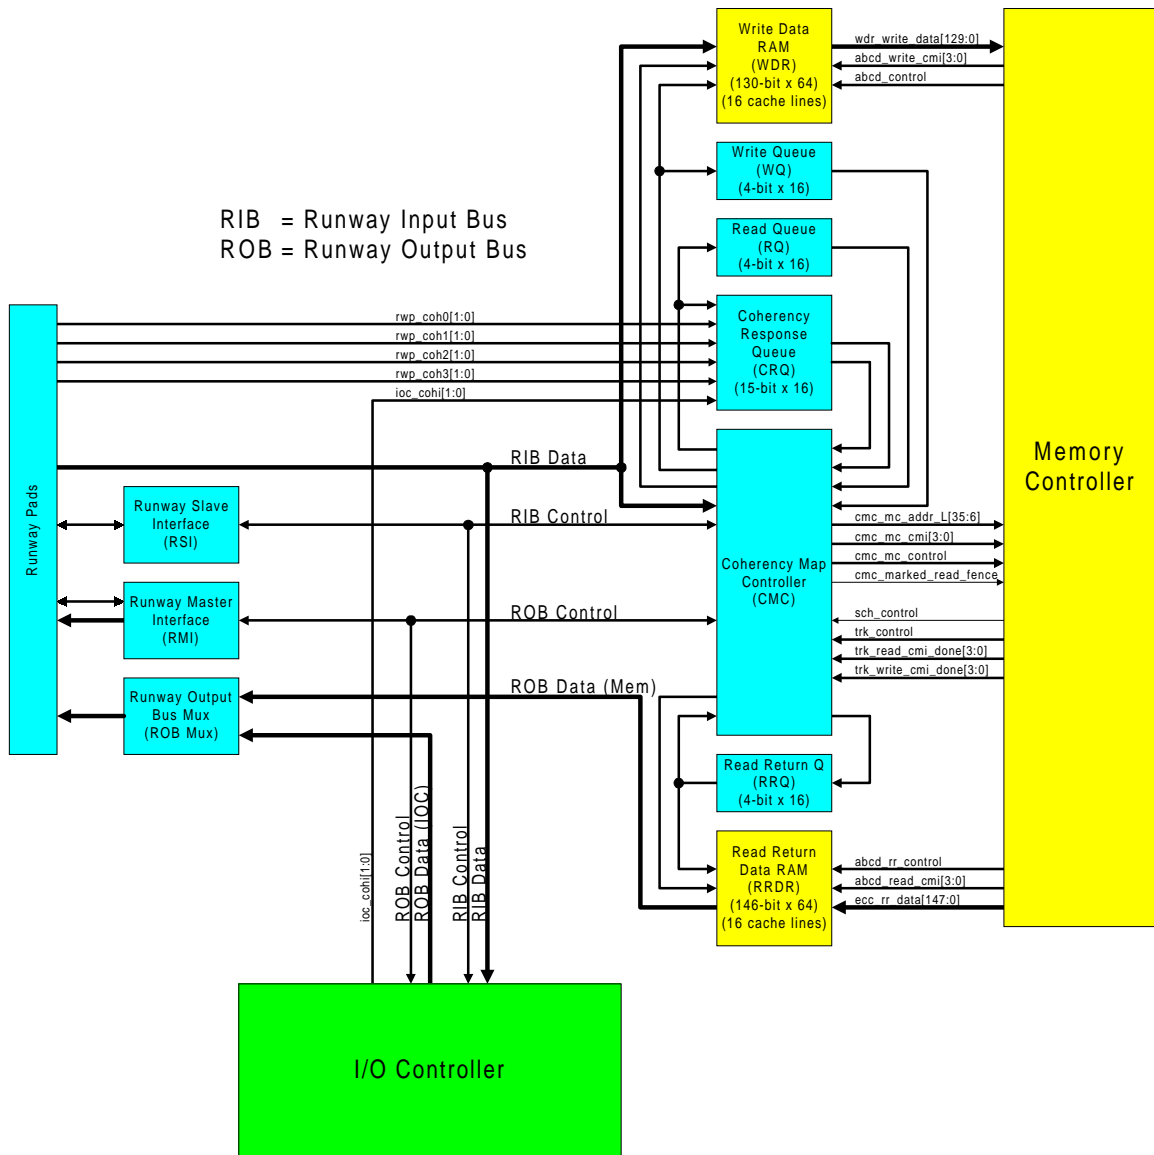 Write Data
RAM
(WDR)
(130-bit x 64)
(16 cache lines)
wdr_write_data[129:0]
abcd_write_cmi[3:0]
abcd_control
Write Queue
(WQ)
(4-bit x 16)
RIB = Runway Input Bus
ROB = Runway Output Bus
Read Queue
(RQ)
(4-bit x 16)
rwp_coh0[1:0]
rwp_coh1[1:0]
rwp_coh2[1:0]
rwp_coh3[1:0]
ioc_cohi[1:0]
Coherency
Response
Queue
(CRQ)
(15-bit x 16)
Memory
Controller
Runway Pads
RIB Data
Runway Slave
Interface
(RSI)
RIB Control
Runway Master
Interface
(RMI)
ROB Control
Coherency Map
Controller
(CMC)
cmc_mc_addr_L[35:6]
cmc_mc_cmi[3:0]
cmc_mc_control
cmc_marked_read_fence
sch_control
trk_control
trk_read_cmi_done[3:0]
trk_write_cmi_done[3:0]
Runway Output
Bus Mux
(ROB Mux)
ROB Data (Mem)
Read Return Q
(RRQ)
(4-bit x 16)
ioc_cohi[1:0]
ROB Control
ROB Data (IOC)
RIB Control
RIB Data
Read Return
Data RAM
(RRDR)
(146-bit x 64)
(16 cache lines)
abcd_rr_control
abcd_read_cmi[3:0]
ecc_rr_data[147:0]
I/O Controller